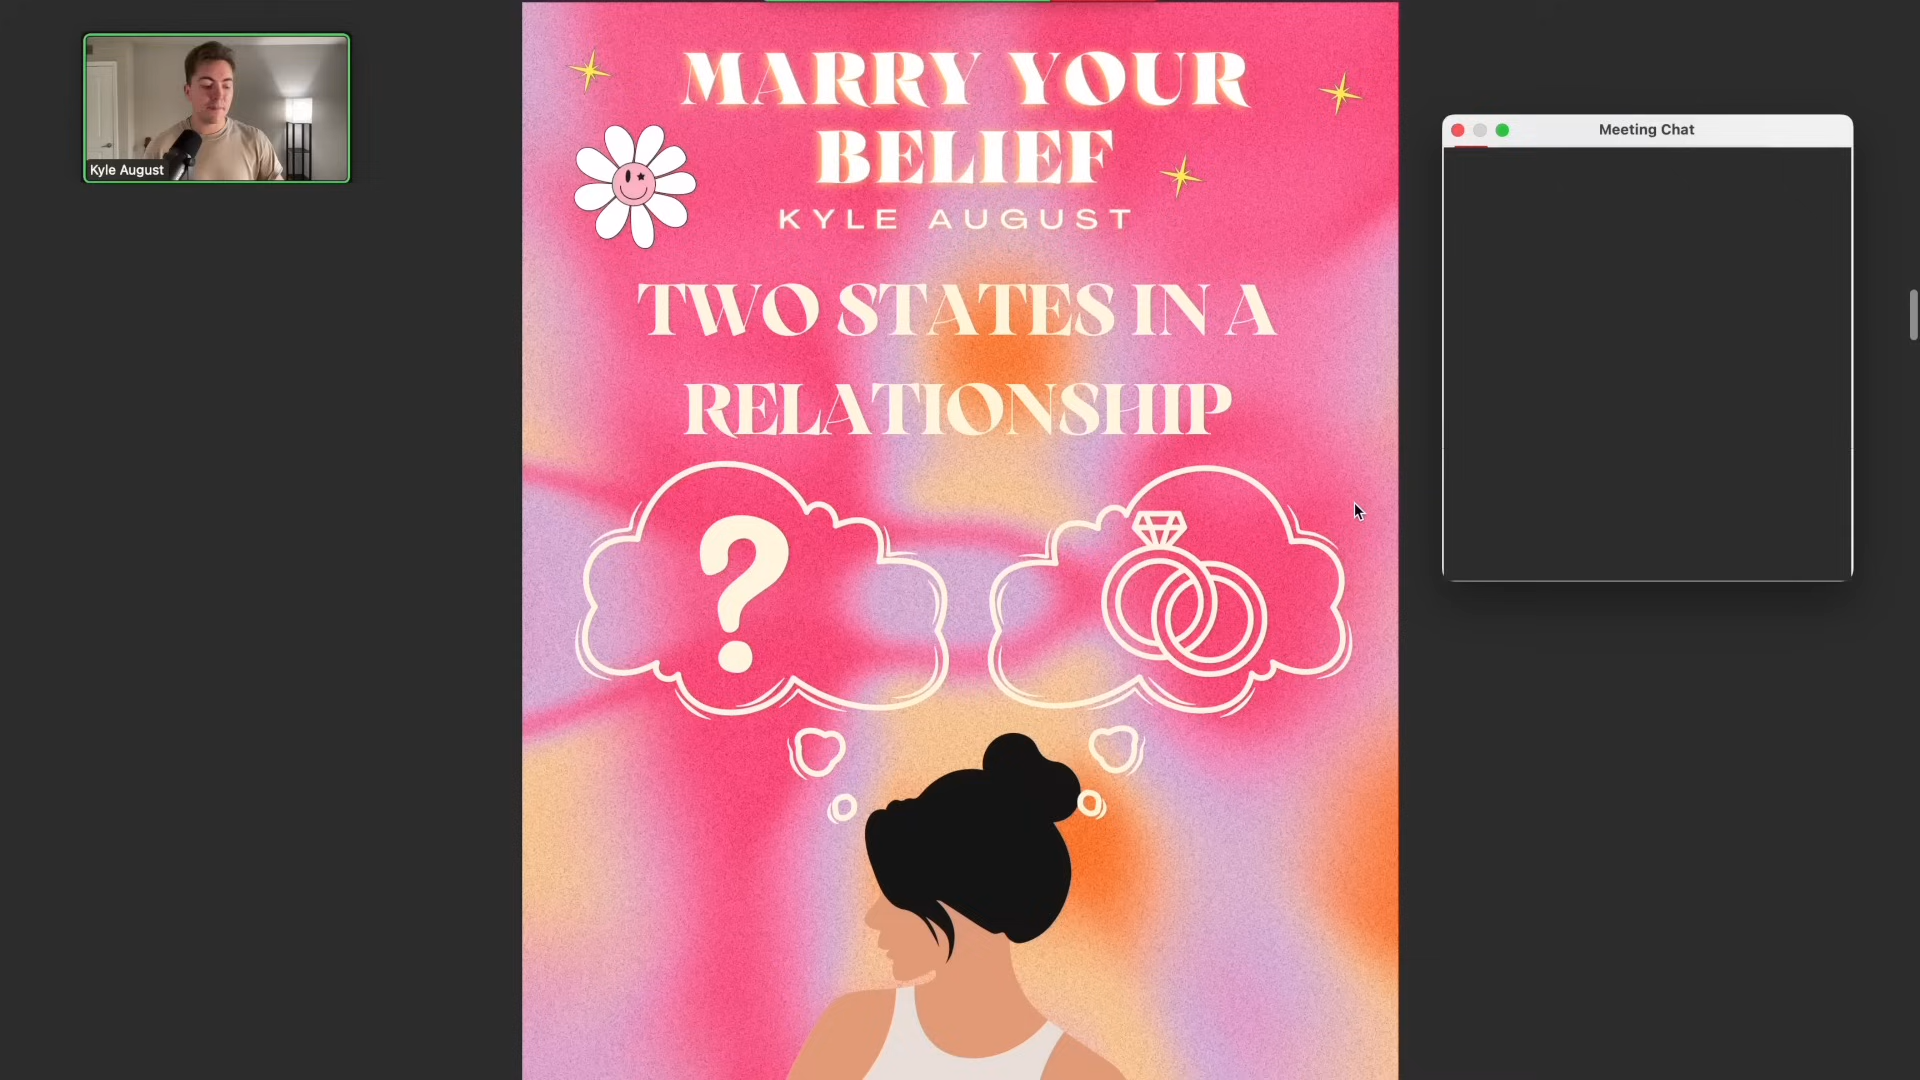 MARRY YOUR
BELIEF
KYLE AUGUST
TWO STATES IN A
RELATIONSHIP
?
Kyle August
Meeting Chat